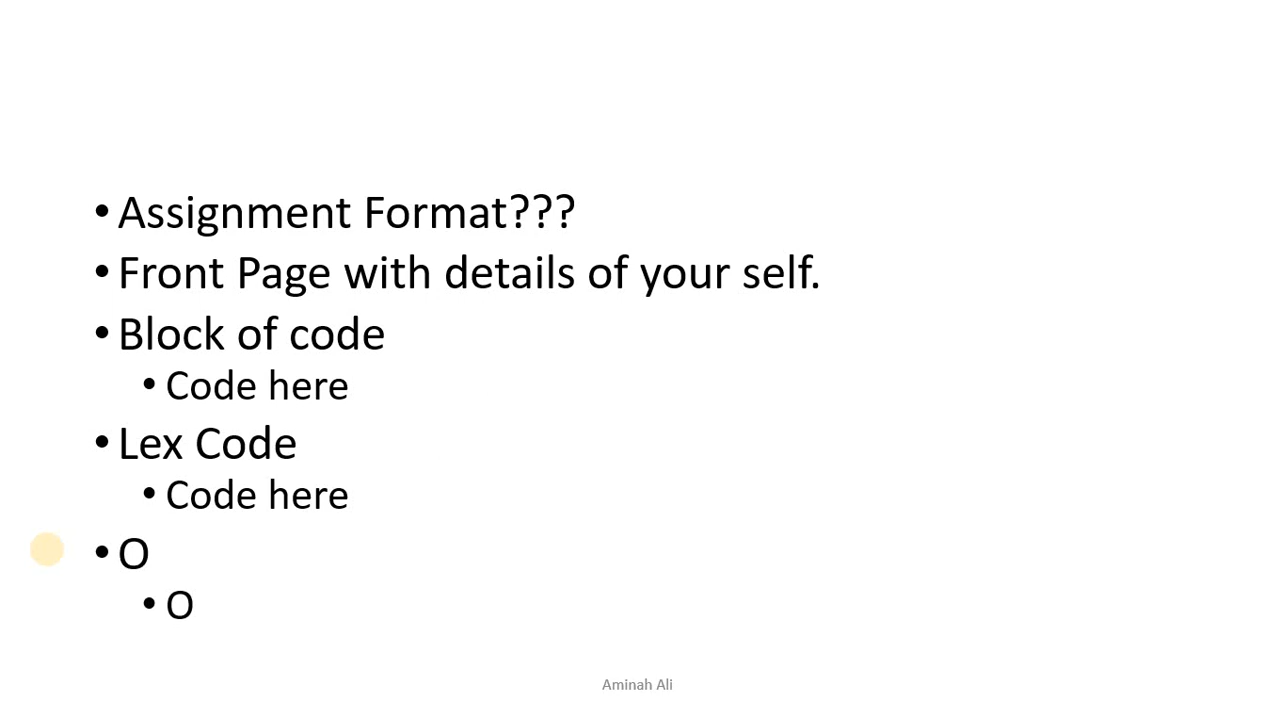 • Assignment Format???
• Front Page with details of your self.
• Block of code
• Code here
• Lex Code
• Code here
• O
• O
Aminah Ali